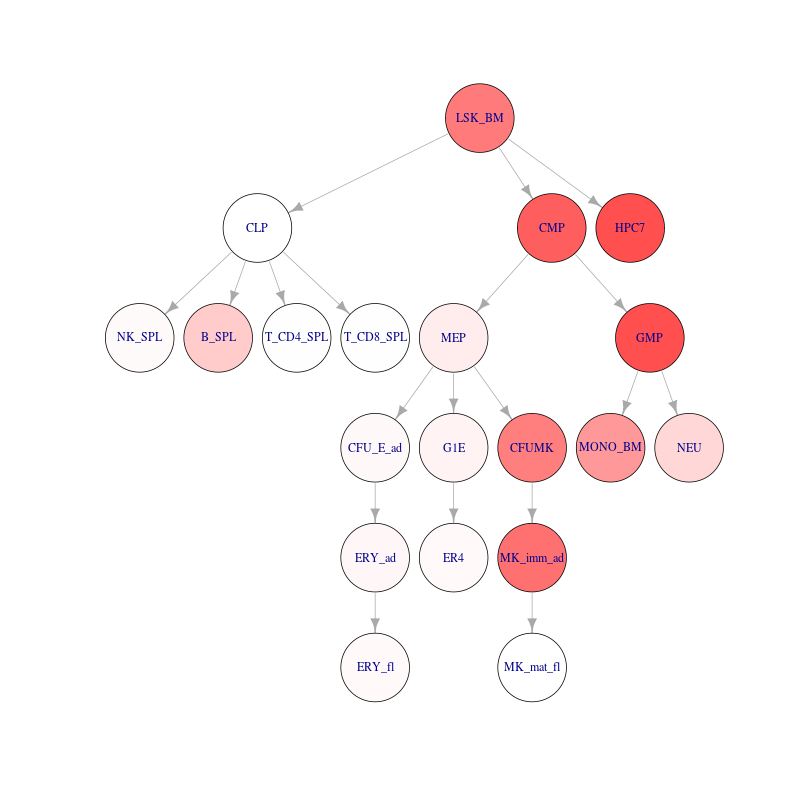 LSK_BM
CLP
CMP
HPC7
NK_SPL
B_SPL
T_CD4_SPL
T_CD8_SPL
MEP
GMP
CFU_E_ad
G1E
CFUMK
MONO_BM
NEU
ERY_ad
ER4
MK_imm_ad
ERY_fl
MK_mat_fl